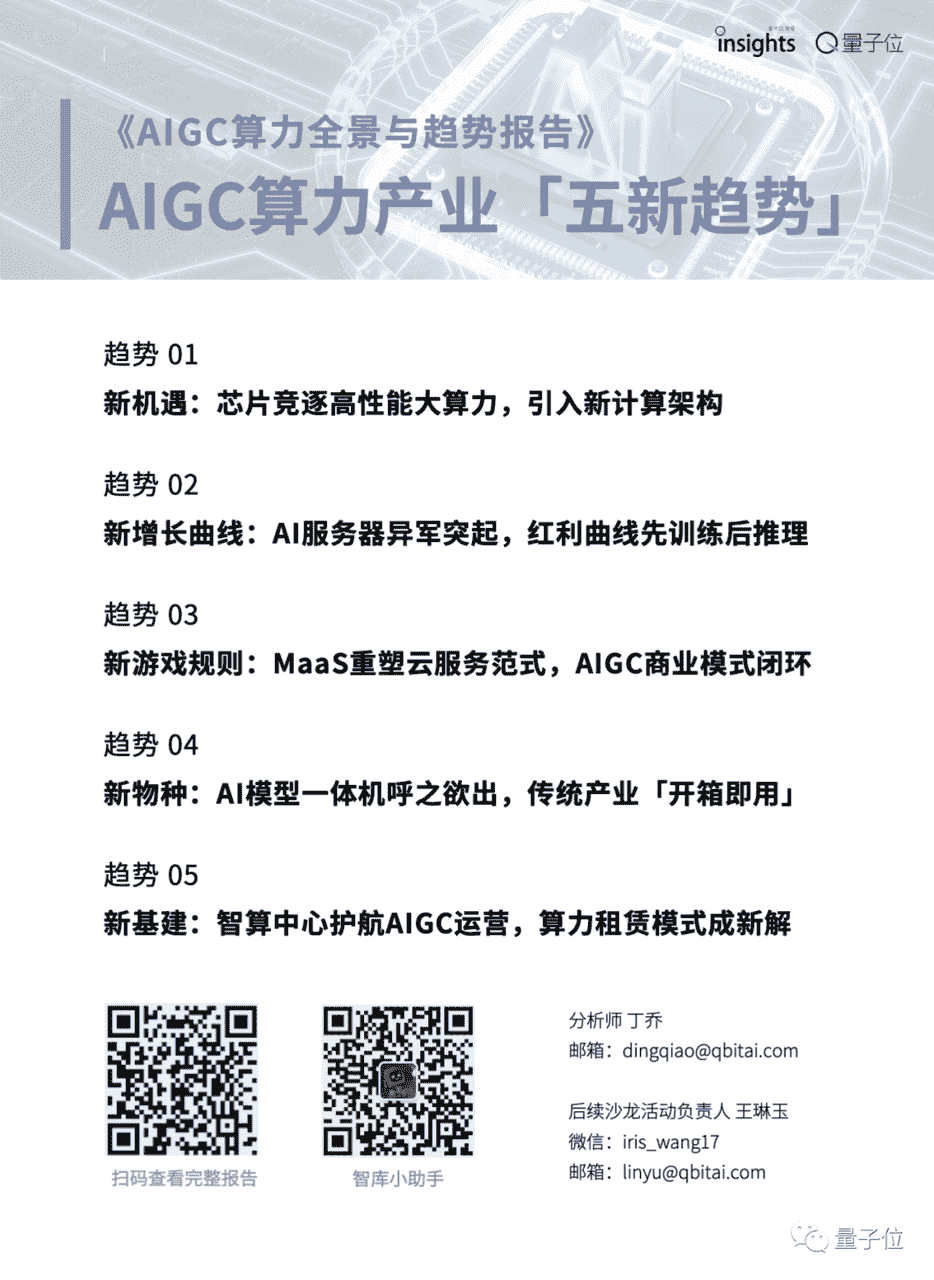 insights 量子位
《AIGC算力全景与趋势报告》
AIGC算力产业「五新趋势」
趋势 01
新机遇：芯片竞逐高性能大算力，引入新计算架构
趋势 02
新增长曲线：AI服务器异军突起，红利曲线先训练后推理
趋势 03
新游戏规则：MaaS重塑云服务范式，AIGC商业模式闭环
趋势 04
新物种：AI模型一体机呼之欲出，传统产业「开箱即用」
趋势 05
新基建：智算中心护航AIGC运营，算力租赁模式成新解
分析师 丁乔
邮箱：dingqiao@qbitai.com
后续沙龙活动负责人 王琳玉
微信：iris_wang17
邮箱：linyu@qbitai.com
扫码查看完整报告
智库小助手
量子位